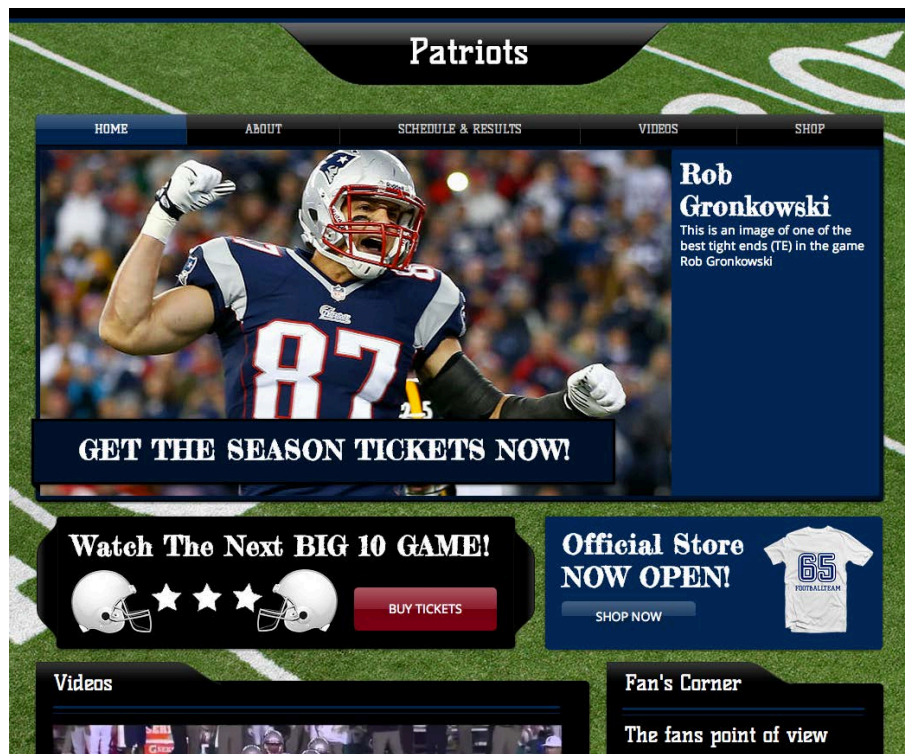 Patriots
HOME ABOUT SCHEDULE & RESULTS VIDEOS SHOP
Rob
Gronkowski
This is an image of one of the
best tight ends (TE) in the game
Rob Gronkowski
87
87
GET THE SEASON TICKETS NOW!
Watch The Next BIG 10 GAME!
BUY TICKETS
Official Store
NOW OPEN!
SHOP NOW
65
FOOTBALLTEAM
Videos
Fan's Corner
The fans point of view